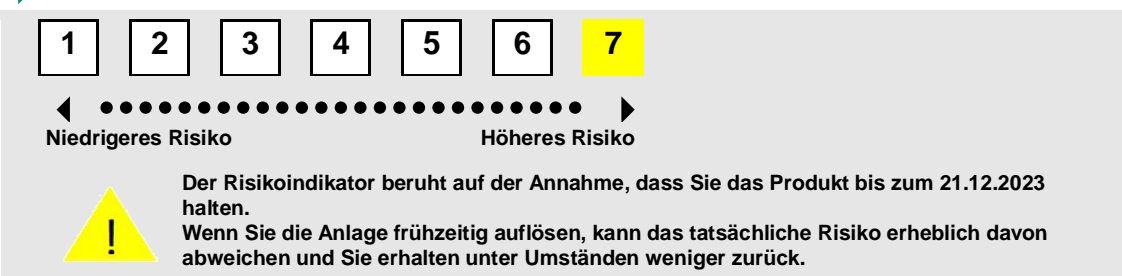 1 2 3 4 5 6 7
Niedrigeres Risiko Höheres Risiko
Der Risikoindikator beruht auf der Annahme, dass Sie das Produkt bis zum 21.12.2023
halten.
Wenn Sie die Anlage frühzeitig auflösen, kann das tatsächliche Risiko erheblich davon
abweichen und Sie erhalten unter Umständen weniger zurück.
!